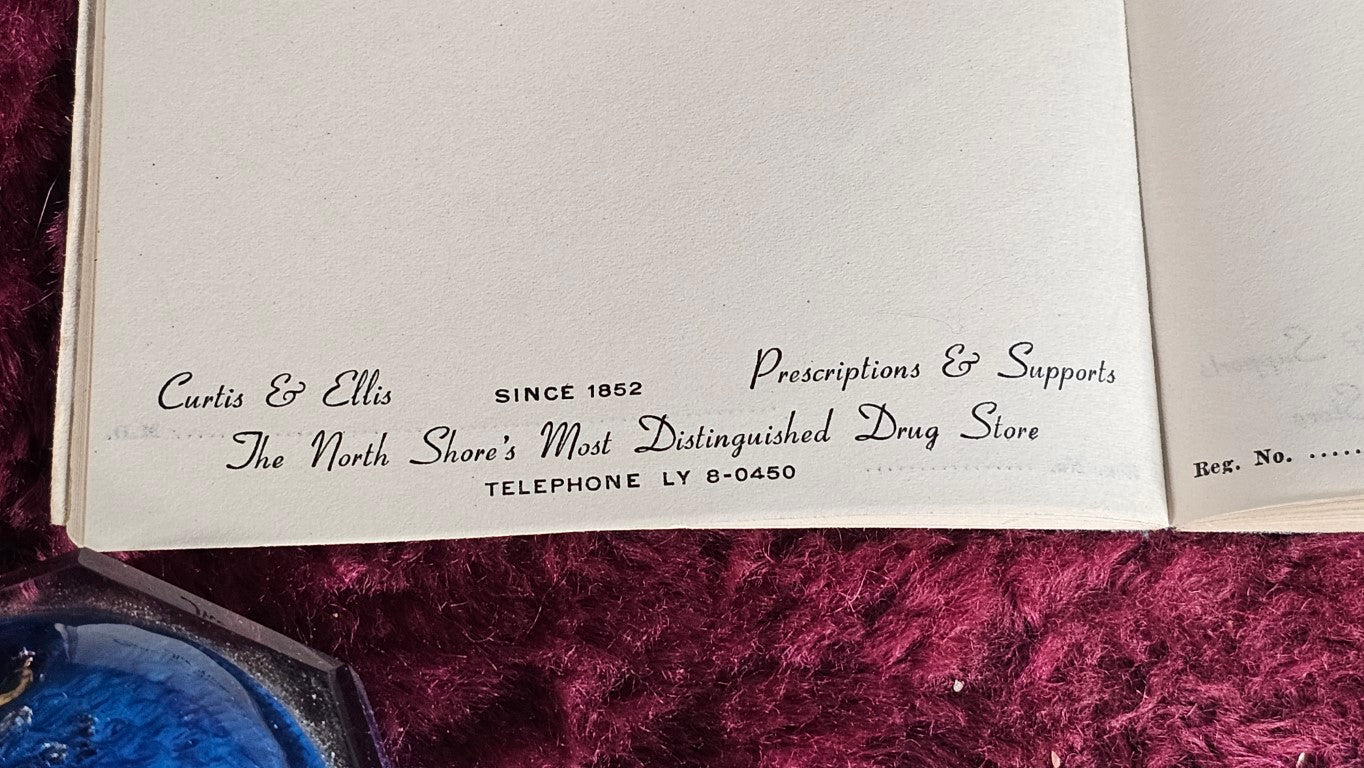 Curtis & Ellis SINCE 1852 Prescriptions & Supports
The North Shore's Most Distinguished Drug Store
TELEPHONE LY 8-0450
Reg. No. .....